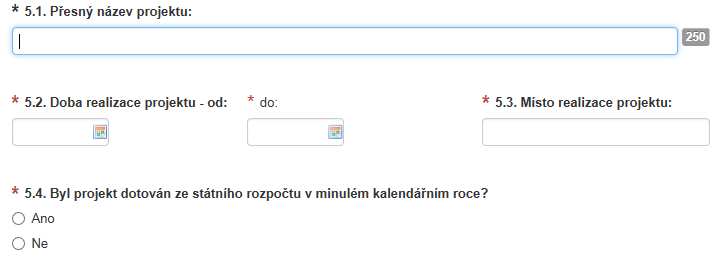 * 5.1. Přesný název projektu:
250
* 5.2. Doba realizace projektu - od: * do: * 5.3. Místo realizace projektu:
* 5.4. Byl projekt dotován ze státního rozpočtu v minulém kalendářním roce?
Ano
Ne